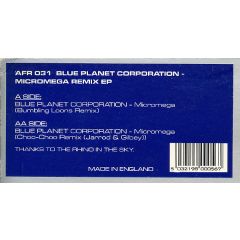 AFR 031 BLUE PLANET CORPORATION -
MICROMEGA REMIX EP
A SIDE:
BLUE PLANET CORPORATION - Micromega
(Bumbling Loons Remix)
AA SIDE:
BLUE PLANET CORPORATION - Micromega
(Choo-Choo Remix (Jarrod & Gilbey))
THANKS TO THE RHINO IN THE SKY.
MADE IN ENGLAND
5 032198 000567